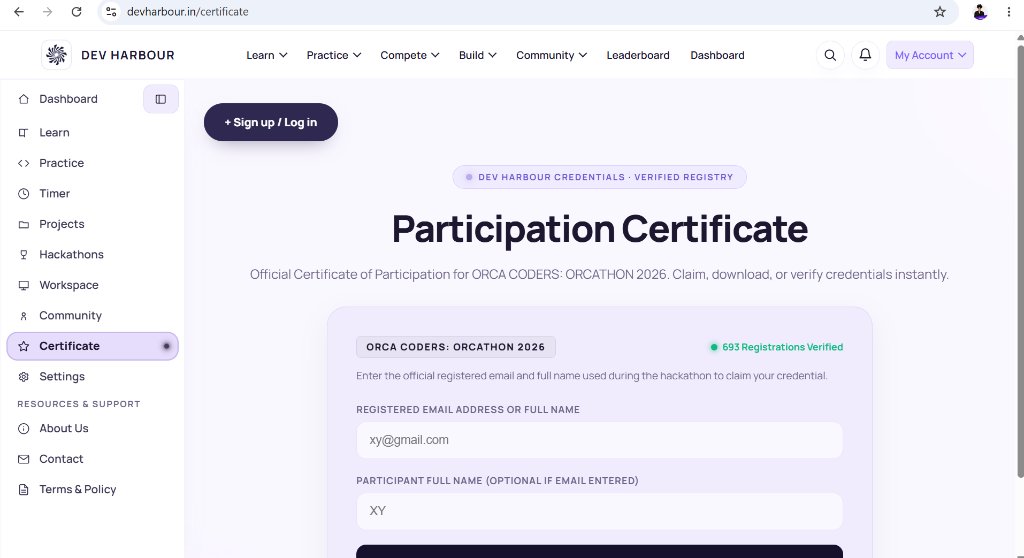 devharbour.in/certificate
DEV HARBOUR
Learn
Practice
Compete
Build
Community
Leaderboard
Dashboard
My Account
Dashboard
Learn
Practice
Timer
Projects
Hackathons
Workspace
Community
Certificate
Settings
RESOURCES & SUPPORT
About Us
Contact
Terms & Policy
+ Sign up / Log in
DEV HARBOUR CREDENTIALS · VERIFIED REGISTRY
Participation Certificate
Official Certificate of Participation for ORCA CODERS: ORCATHON 2026. Claim, download, or verify credentials instantly.
ORCA CODERS: ORCATHON 2026
693 Registrations Verified
Enter the official registered email and full name used during the hackathon to claim your credential.
REGISTERED EMAIL ADDRESS OR FULL NAME
xy@gmail.com
PARTICIPANT FULL NAME (OPTIONAL IF EMAIL ENTERED)
XY